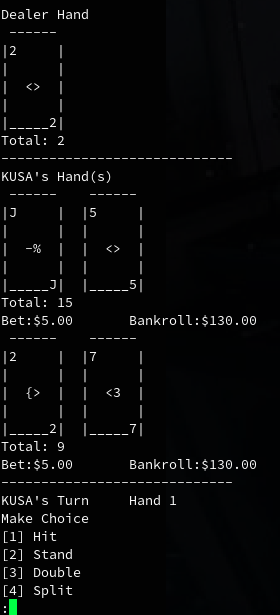 Dealer Hand
 ------
|2     |
|      |
|  <>  |
|      |
|_____2|
Total: 2
-----------------------------
KUSA's Hand(s)
 ------    ------
|J     |  |5     |
|      |  |      |
|  -%  |  |  <>  |
|      |  |      |
|_____J|  |_____5|
Total: 15
Bet:$5.00       Bankroll:$130.00
 ------    ------
|2     |  |7     |
|      |  |      |
|  {>  |  |  <3  |
|      |  |      |
|_____2|  |_____7|
Total: 9
Bet:$5.00       Bankroll:$130.00
-----------------------------
KUSA's Turn     Hand 1
Make Choice
[1] Hit
[2] Stand
[3] Double
[4] Split
: